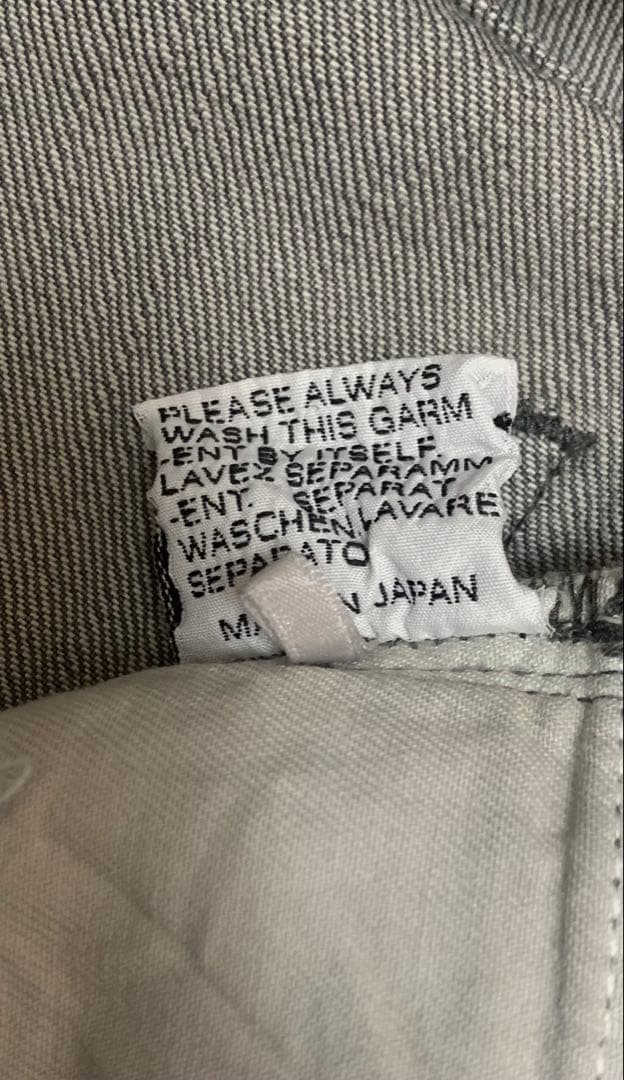 PLEASE ALWAYS
WASH THIS GARM
-ENT BY ITSELF.
LAVEZ SEPARAMM
-ENT. SEPARAT
WASCHEN LAVARE
SEPARATO
JAPAN